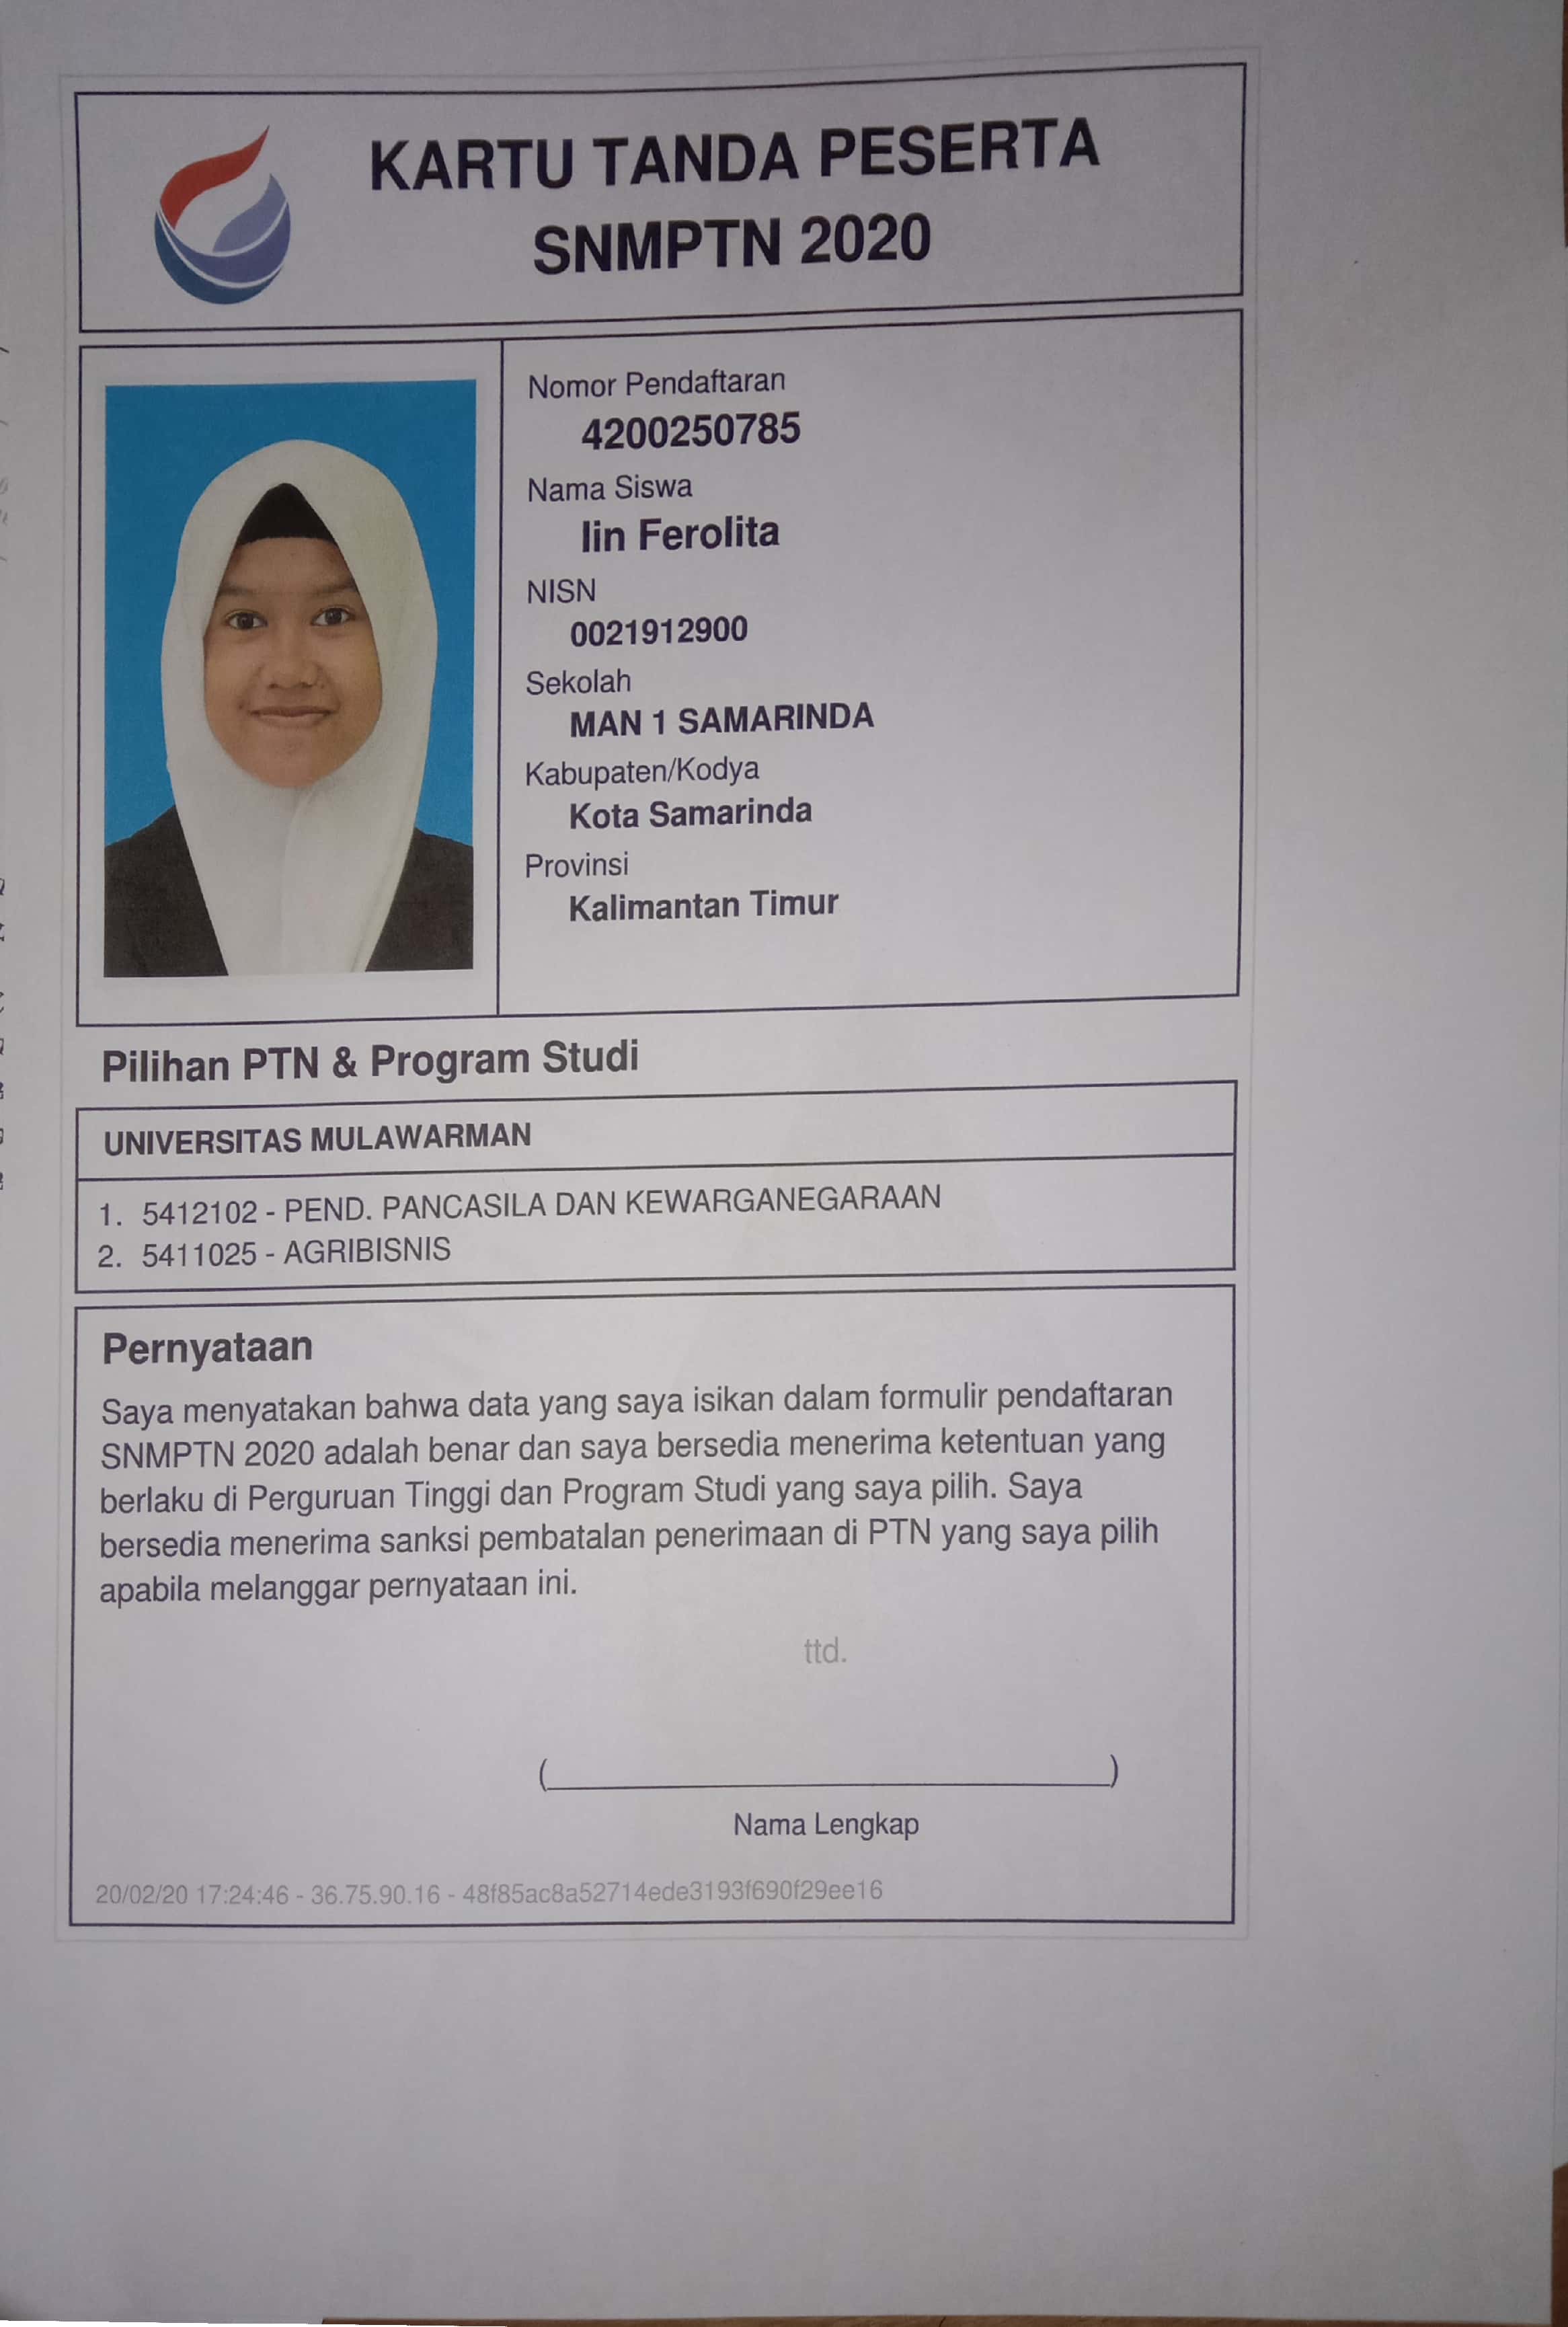 KARTU TANDA PESERTA
SNMPTN 2020
Nomor Pendaftaran
4200250785
Nama Siswa
Iin Ferolita
NISN
0021912900
Sekolah
MAN 1 SAMARINDA
Kabupaten/Kodya
Kota Samarinda
Provinsi
Kalimantan Timur
Pilihan PTN & Program Studi
UNIVERSITAS MULAWARMAN
1. 5412102 - PEND. PANCASILA DAN KEWARGANEGARAAN
2. 5411025 - AGRIBISNIS
Pernyataan
Saya menyatakan bahwa data yang saya isikan dalam formulir pendaftaran
SNMPTN 2020 adalah benar dan saya bersedia menerima ketentuan yang
berlaku di Perguruan Tinggi dan Program Studi yang saya pilih. Saya
bersedia menerima sanksi pembatalan penerimaan di PTN yang saya pilih
apabila melanggar pernyataan ini.
ttd.
(____________________)
Nama Lengkap
20/02/20 17:24:46 - 36.75.90.16 - 48f85ac8a52714ede3193f690f29ee16